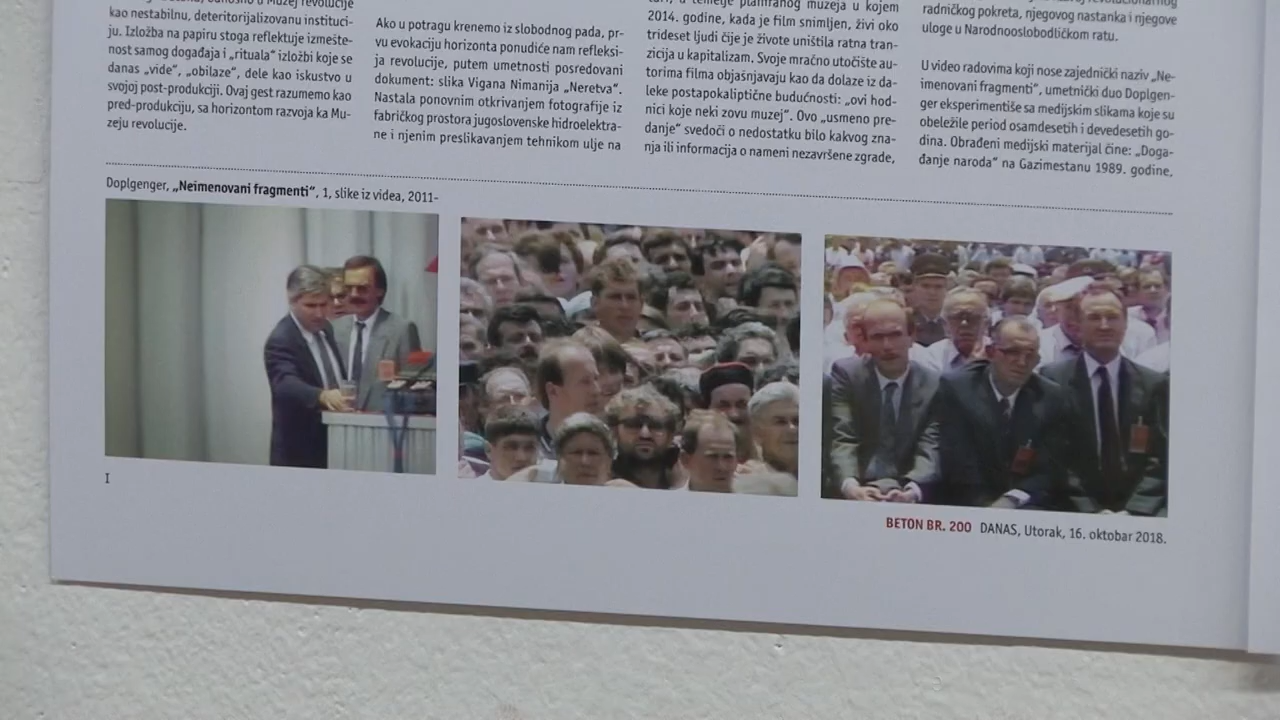 Muzej revolucije
kao nestabilnu, deteritorijalizovanu instituci-
ju. Izložba na papiru stoga reflektuje izmešte-
nost samog događaja i „rituala“ izložbi koje se
danas „vide“, „obilaze“, dele kao iskustvo u
svojoj post-produkciji. Ovaj gest razumemo kao
pred-produkciju, sa horizontom razvoja ka Mu-
zeju revolucije.
Ako u potragu krenemo iz slobodnog pada, pr-
vu evokaciju horizonta ponudiće nam refleksi-
ja revolucije, putem umetnosti posredovani
dokument: slika Vigana Nimanija „Neretva“.
Nastala ponovnim otkrivanjem fotografije iz
fabričkog prostora jugoslovenske hidroelektra-
ne i njenim preslikavanjem tehnikom ulje na
u temelje planiranog muzeja u kojem
2014. godine, kada je film snimljen, živi oko
trideset ljudi čije je živote uništila ratna tran-
zicija u kapitalizam. Svoje mračno utočište au-
torima filma objašnjavaju kao da dolaze iz da-
leke postapokaliptične budućnosti: „ovi hod-
nici koje neki zovu muzej“. Ovo „usmeno pre-
danje“ svedoči o nedostatku bilo kakvog zna-
nja ili informacija o nameni nezavršene zgrade,
radničkog pokreta, njegovog nastanka i njegove
uloge u Narodnooslobodličkom ratu.
U video radovima koji nose zajednički naziv „Ne-
imenovani fragmenti“, umetnički duo Doplgen-
ger eksperimentiše sa medijskim slikama koje su
obeležile period osamdesetih i devedesetih go-
dina. Obrađeni medijski materijal čine: „Doga-
đanje naroda“ na Gazimestanu 1989. godine,
Doplgenger, „Neimenovani fragmenti“, 1, slike iz videa, 2011-
I
BETON BR. 200 DANAS, Utorak, 16. oktobar 2018.